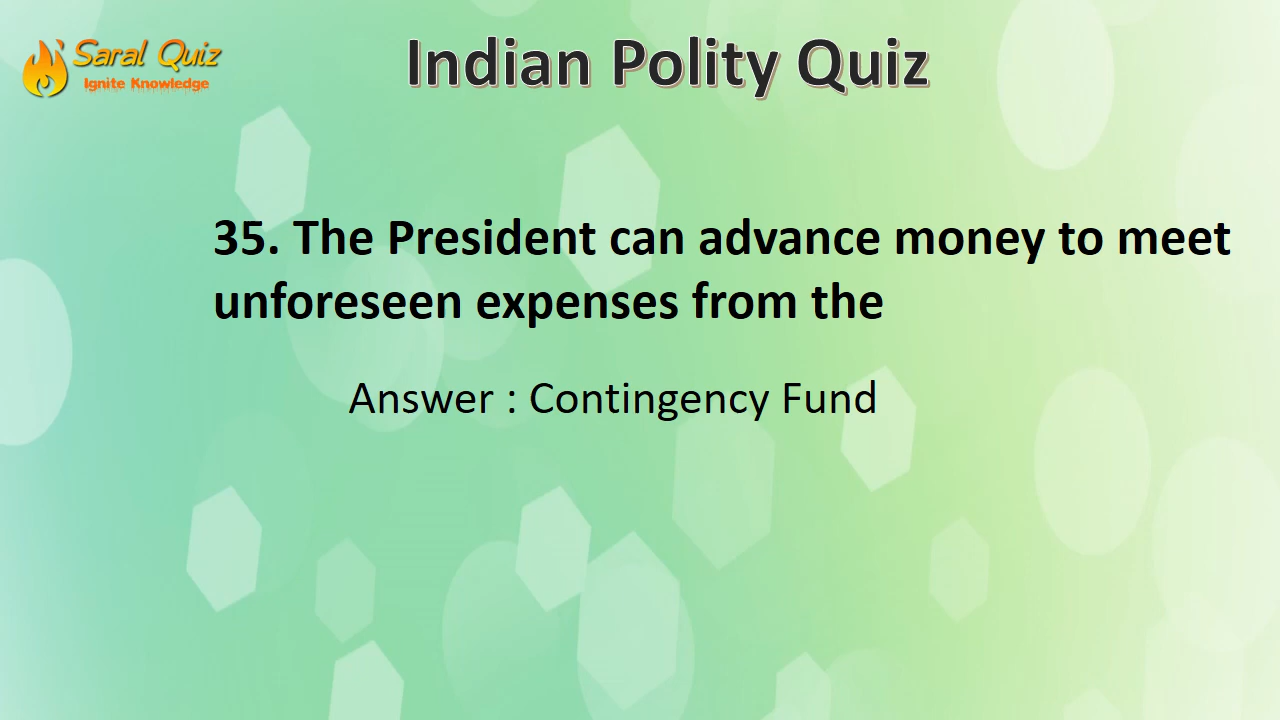 Saral Quiz
Ignite Knowledge
Indian Polity Quiz
35. The President can advance money to meet
unforeseen expenses from the
Answer : Contingency Fund